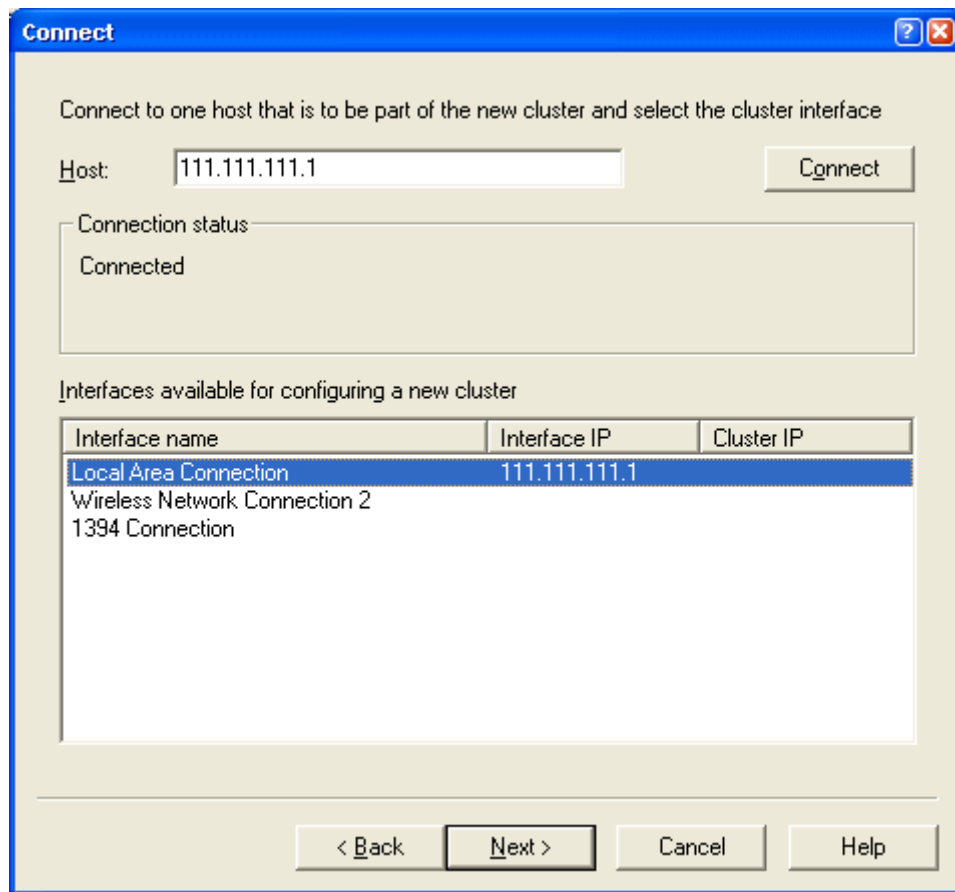 Connect
Connect to one host that is to be part of the new cluster and select the cluster interface
Host: 111.111.111.1 Connect
Connection status
Connected
Interfaces available for configuring a new cluster
Interface name Interface IP Cluster IP
Local Area Connection 111.111.111.1
Wireless Network Connection 2
1394 Connection
< Back Next > Cancel Help